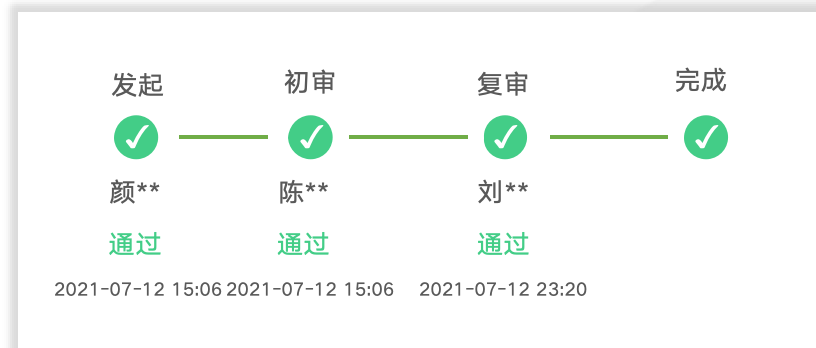 发起 初审 复审 完成
颜** 陈** 刘**
通过 通过 通过
2021-07-12 15:06 2021-07-12 15:06 2021-07-12 23:20